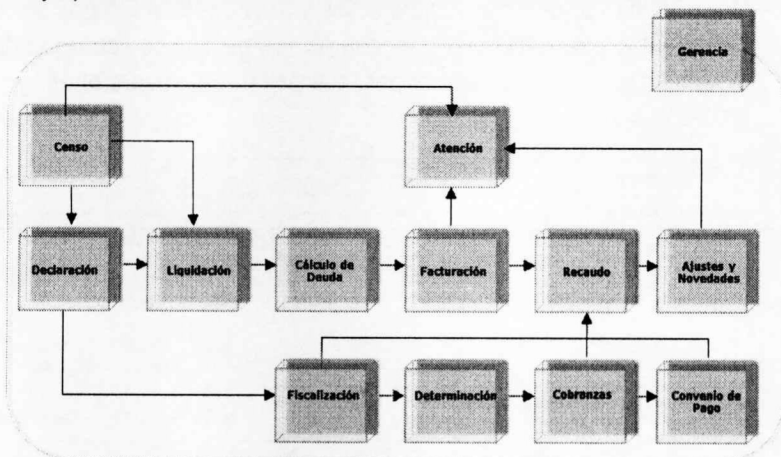 Gerencia
Censo
Atención
Declaración
Liquidación
Cálculo de
Deuda
Facturación
Recaudo
Ajustes y
Novedades
Fiscalización
Determinación
Cobranzas
Convenio de
Pago